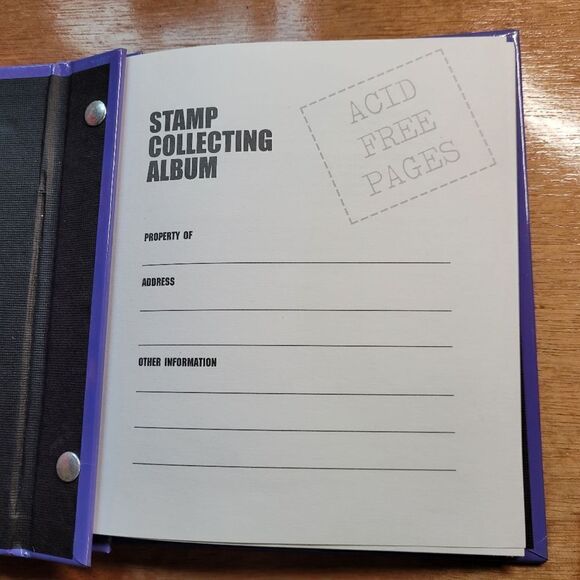 STAMP
COLLECTING
ALBUM
ACID
FREE
PAGES
PROPERTY OF
ADDRESS
OTHER INFORMATION